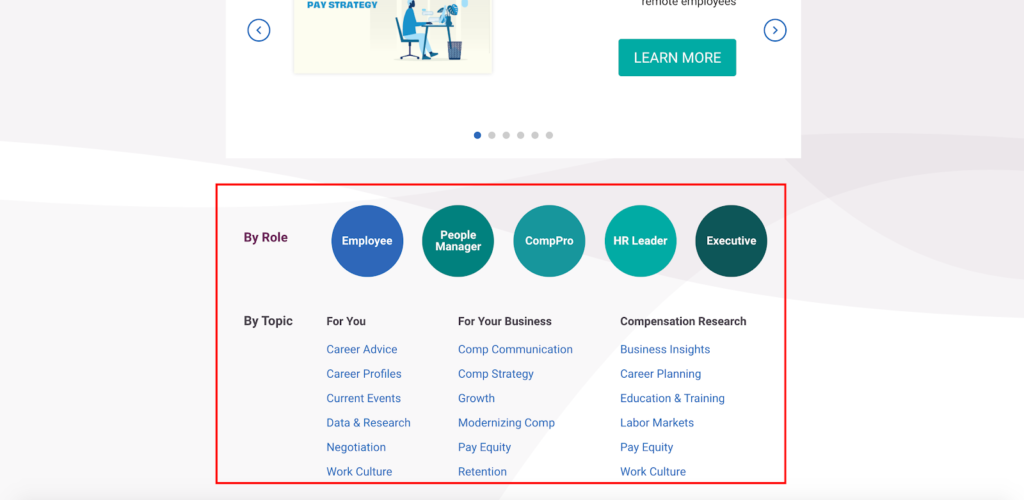 PAY STRATEGY
remote employees
LEARN MORE
By Role
Employee
People
Manager
CompPro
HR Leader
Executive
By Topic
For You
Career Advice
Career Profiles
Current Events
Data & Research
Negotiation
Work Culture
For Your Business
Comp Communication
Comp Strategy
Growth
Modernizing Comp
Pay Equity
Retention
Compensation Research
Business Insights
Career Planning
Education & Training
Labor Markets
Pay Equity
Work Culture